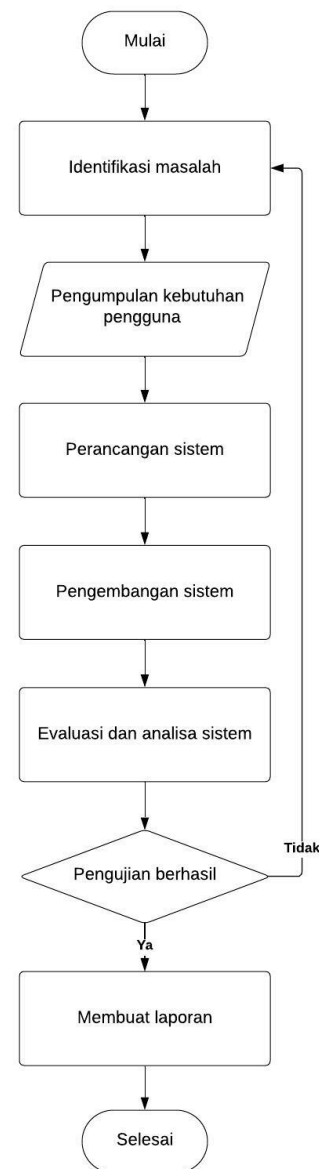 Mulai
Identifikasi masalah
Pengumpulan kebutuhan
pengguna
Perancangan sistem
Pengembangan sistem
Evaluasi dan analisa sistem
Pengujian berhasil
Tidak
Ya
Membuat laporan
Selesai